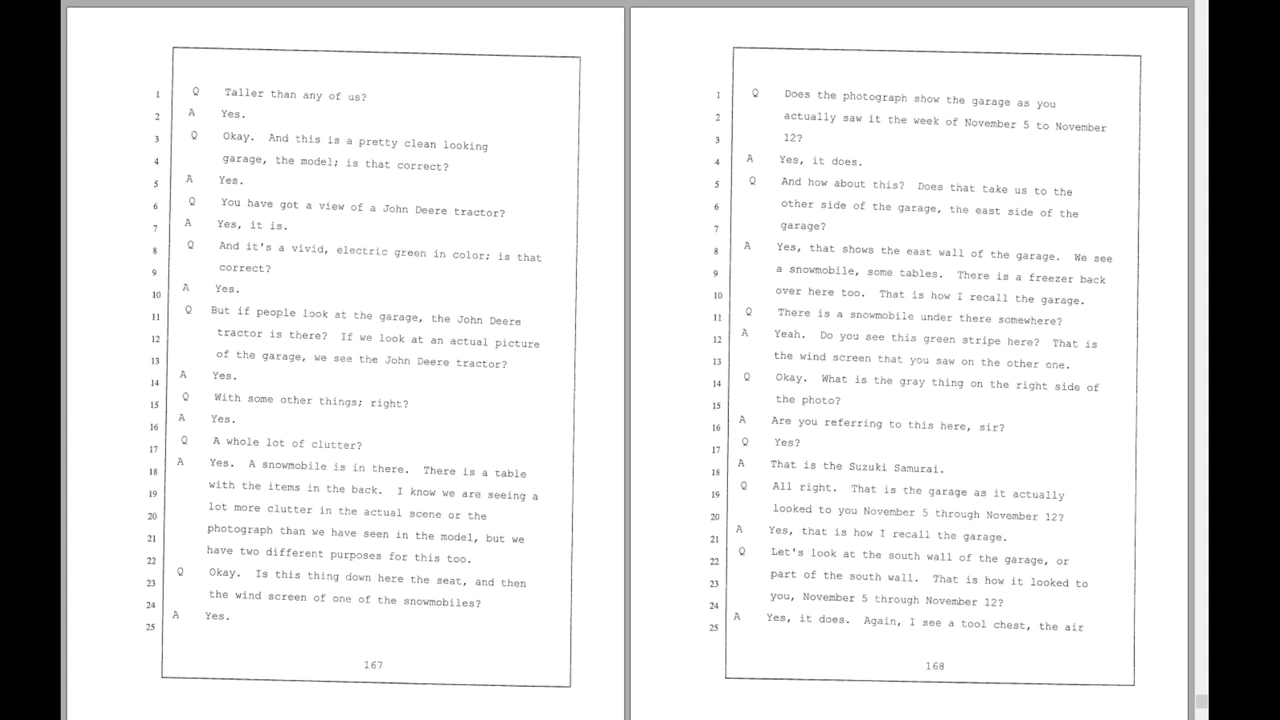 1 Q Taller than any of us?
2 A Yes.
3 Q Okay. And this is a pretty clean looking
4 garage, the model; is that correct?
5 A Yes.
6 Q You have got a view of a John Deere tractor?
7 A Yes, it is.
8 Q And it's a vivid, electric green in color; is that
9 correct?
10 A Yes.
11 Q But if people look at the garage, the John Deere
12 tractor is there? If we look at an actual picture
13 of the garage, we see the John Deere tractor?
14 A Yes.
15 Q With some other things; right?
16 A Yes.
17 Q A whole lot of clutter?
18 A Yes. A snowmobile is in there. There is a table
19 with the items in the back. I know we are seeing a
20 lot more clutter in the actual scene or the
21 photograph than we have seen in the model, but we
22 have two different purposes for this too.
23 Q Okay. Is this thing down here the seat, and then
24 the wind screen of one of the snowmobiles?
25 A Yes.
167
1 Q Does the photograph show the garage as you
2 actually saw it the week of November 5 to November
3 12?
4 A Yes, it does.
5 Q And how about this? Does that take us to the
6 other side of the garage, the east side of the
7 garage?
8 A Yes, that shows the east wall of the garage. We see
9 a snowmobile, some tables. There is a freezer back
10 over here too. That is how I recall the garage.
11 Q There is a snowmobile under there somewhere?
12 A Yeah. Do you see this green stripe here? That is
13 the wind screen that you saw on the other one.
14 Q Okay. What is the gray thing on the right side of
15 the photo?
16 A Are you referring to this here, sir?
17 Q Yes?
18 A That is the Suzuki Samurai.
19 Q All right. That is the garage as it actually
20 looked to you November 5 through November 12?
21 A Yes, that is how I recall the garage.
22 Q Let's look at the south wall of the garage, or
23 part of the south wall. That is how it looked to
24 you, November 5 through November 12?
25 A Yes, it does. Again, I see a tool chest, the air
168